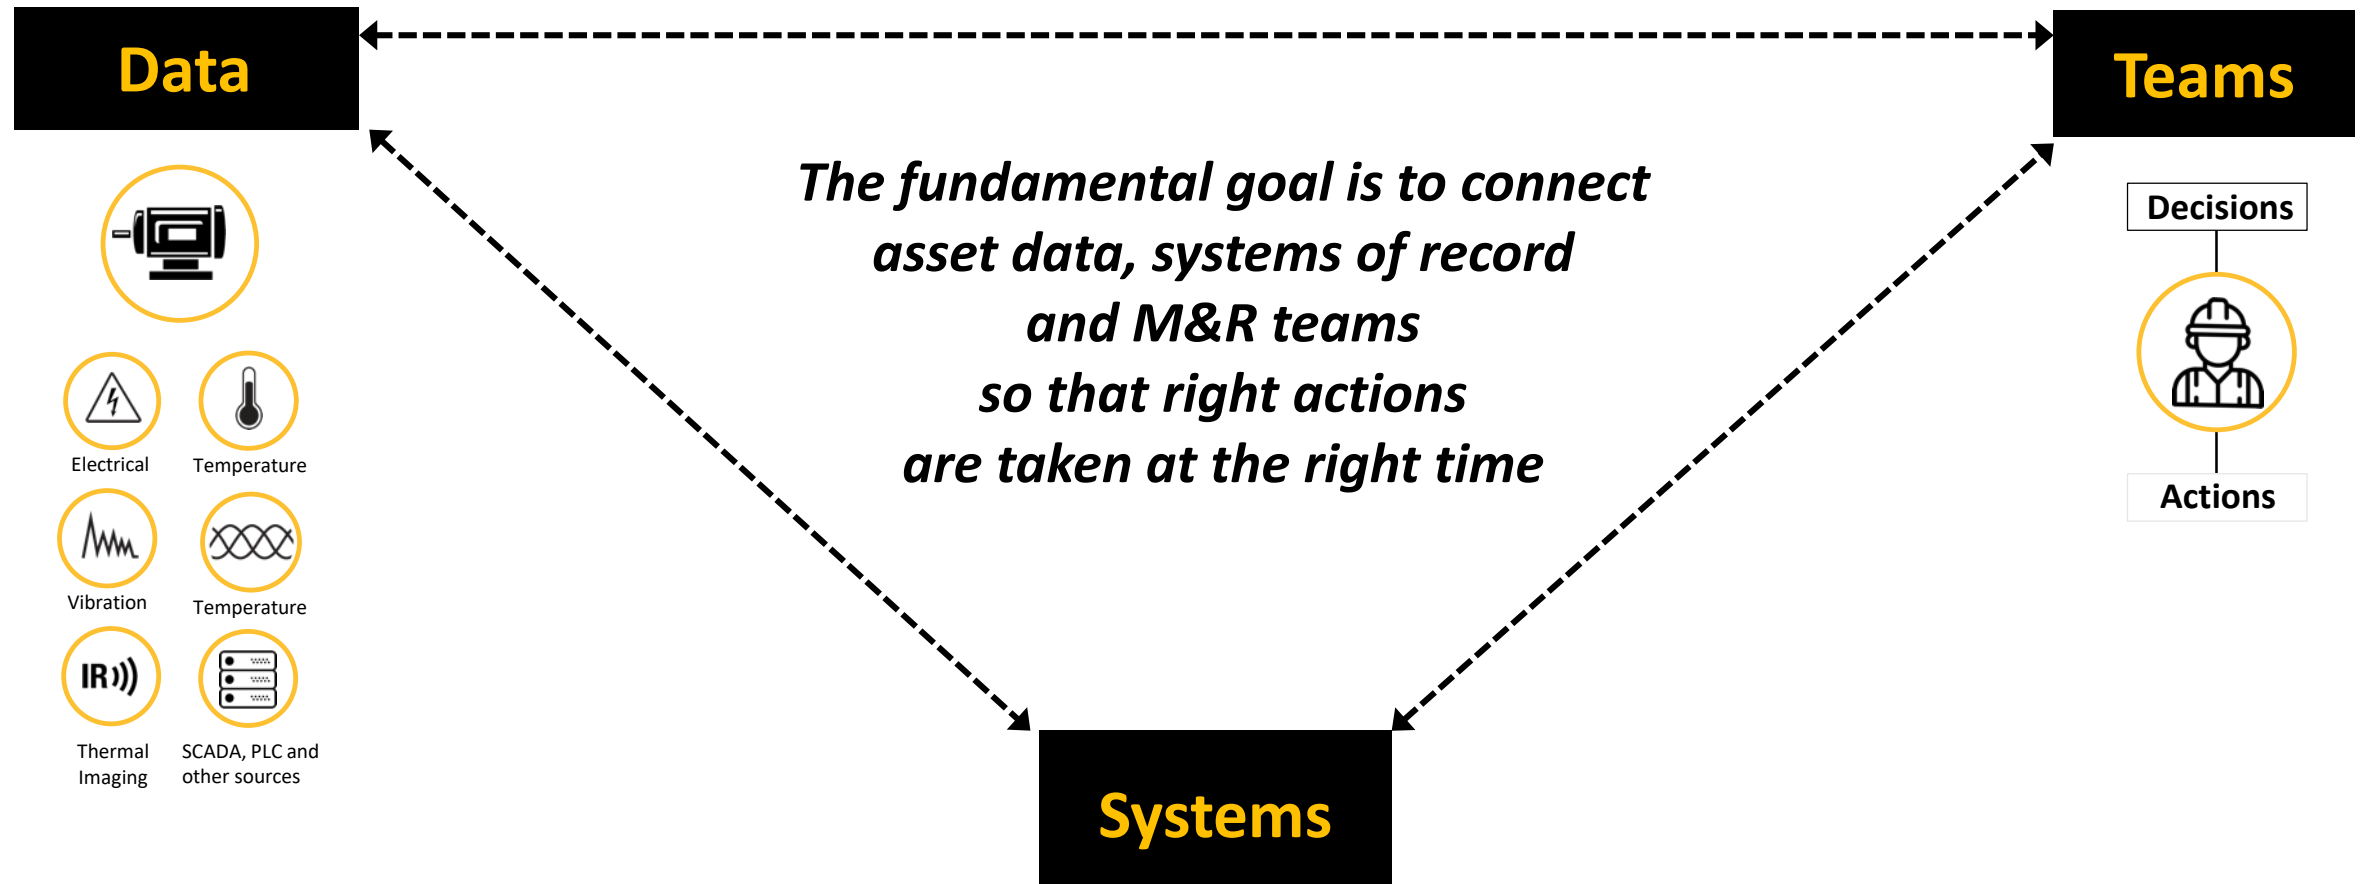 Data
Teams
The fundamental goal is to connect
asset data, systems of record
and M&R teams
so that right actions
are taken at the right time
Decisions
Actions
Electrical
Temperature
Vibration
Temperature
IR
Thermal
Imaging
SCADA, PLC and
other sources
Systems